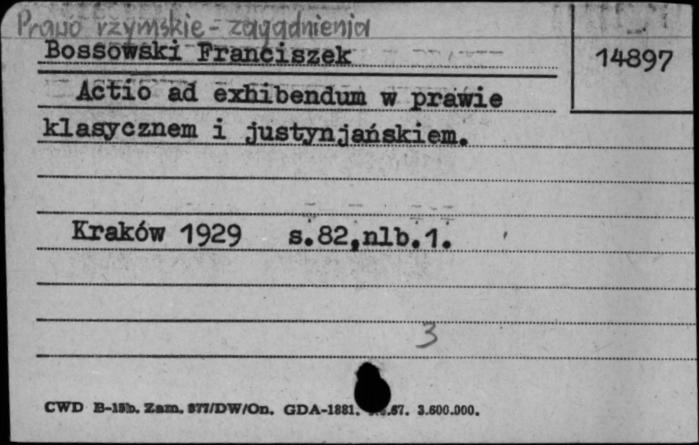 Prawo rzymskie - zagadnienia
Bossowski Franciszek
14897
Actio ad exhibendum w prawie
klasycznem i justynjańskiem.
Kraków 1929 s.82,nlb.1.
3
CWD B-15b. Zam. 877/DW/On. GDA-1881. .67. 3.600.000.